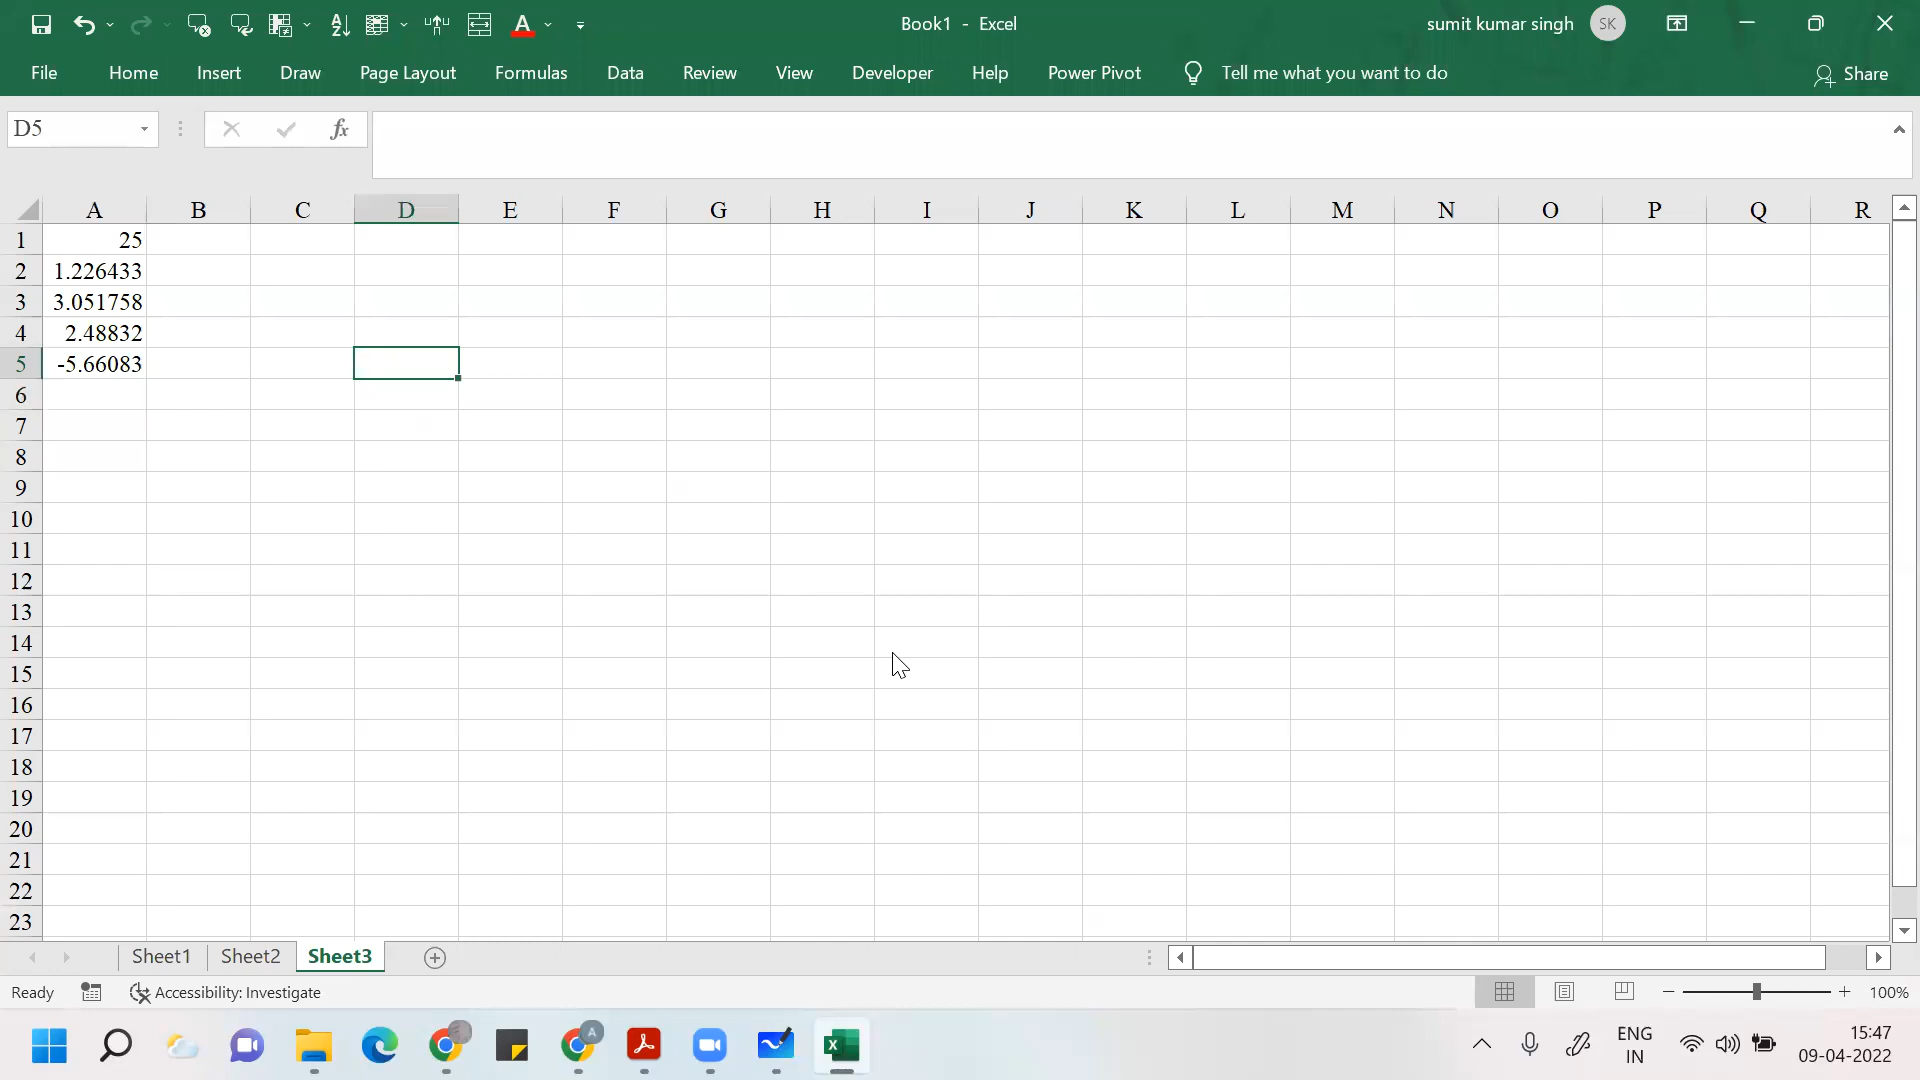 Book1 - Excel
sumit kumar singh
SK
File Home Insert Draw Page Layout Formulas Data Review View Developer Help Power Pivot Tell me what you want to do Share
D5
fx
A B C D E F G H I J K L M N O P Q R
1 25
2 1.226433
3 3.051758
4 2.48832
5 -5.66083
6
7
8
9
10
11
12
13
14
15
16
17
18
19
20
21
22
23
Sheet1 Sheet2 Sheet3
Ready Accessibility: Investigate 100%
ENG
IN
15:47
09-04-2022